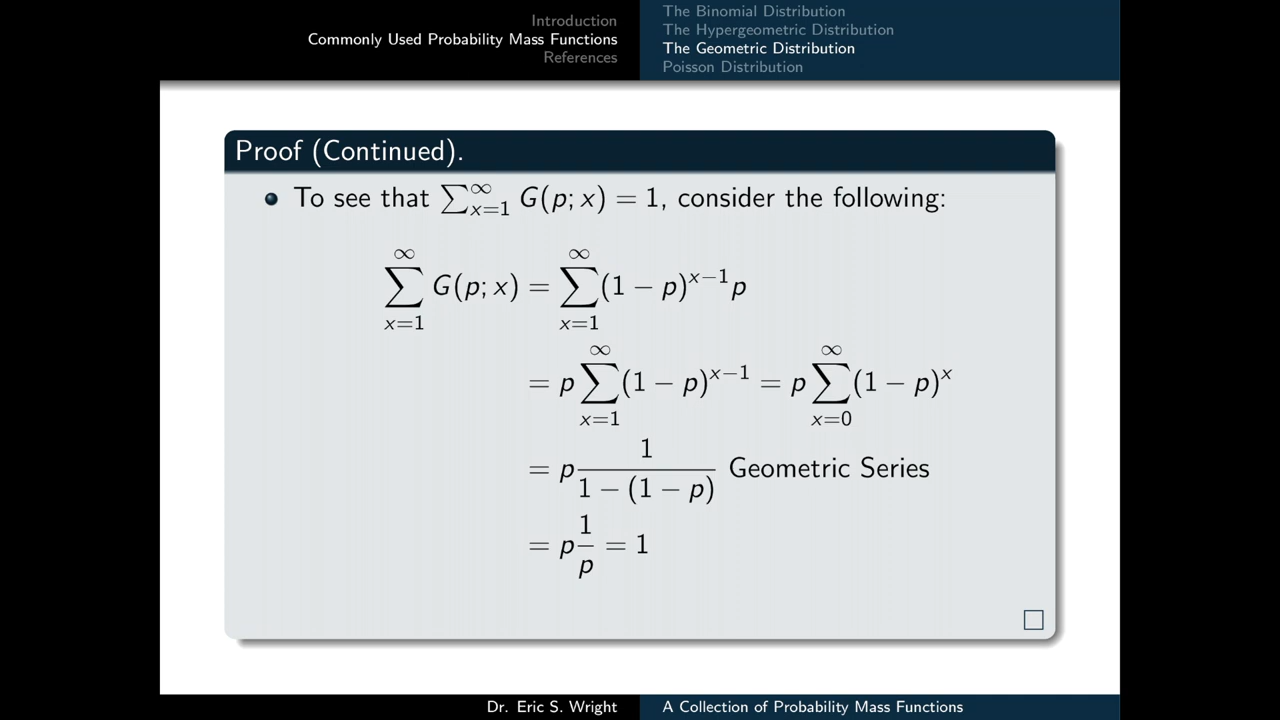 Introduction
Commonly Used Probability Mass Functions
References
The Binomial Distribution
The Hypergeometric Distribution
The Geometric Distribution
Poisson Distribution
Proof (Continued).
To see that ∑_{x=1}^{∞} G(p; x) = 1, consider the following:
∑_{x=1}^{∞} G(p; x) = ∑_{x=1}^{∞} (1 − p)^{x−1} p
= p ∑_{x=1}^{∞} (1 − p)^{x−1} = p ∑_{x=0}^{∞} (1 − p)^{x}
= p \frac{1}{1 − (1 − p)} Geometric Series
= p \frac{1}{p} = 1
□
Dr. Eric S. Wright
A Collection of Probability Mass Functions